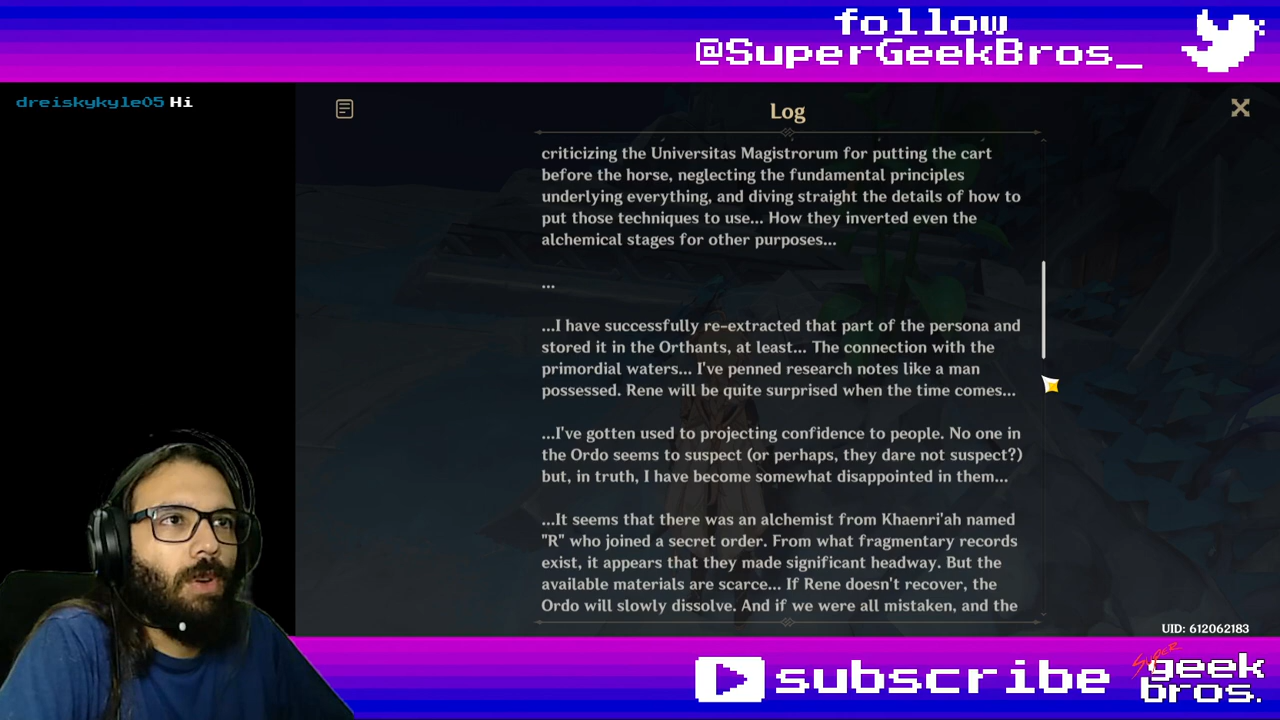 follow
@SuperGeekBros_
dreiskykyle05 Hi
Log
criticizing the Universitas Magistrorum for putting the cart
before the horse, neglecting the fundamental principles
underlying everything, and diving straight the details of how to
put those techniques to use... How they inverted even the
alchemical stages for other purposes...
...
...I have successfully re-extracted that part of the persona and
stored it in the Orthants, at least... The connection with the
primordial waters... I've penned research notes like a man
possessed. Rene will be quite surprised when the time comes...
...I've gotten used to projecting confidence to people. No one in
the Ordo seems to suspect (or perhaps, they dare not suspect?)
but, in truth, I have become somewhat disappointed in them...
...It seems that there was an alchemist from Khaenri'ah named
"R" who joined a secret order. From what fragmentary records
exist, it appears that they made significant headway. But the
available materials are scarce... If Rene doesn't recover, the
Ordo will slowly dissolve. And if we were all mistaken, and the
UID: 612062183
subscribe
super
geek
bros.